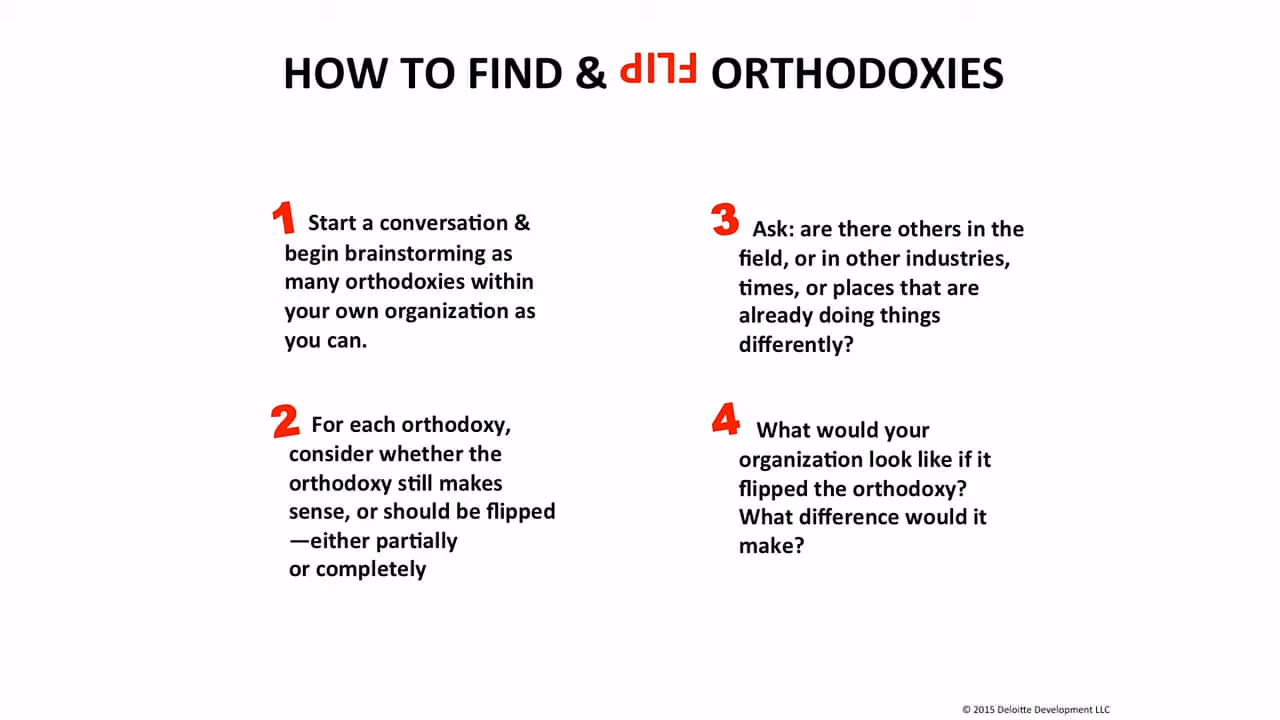 HOW TO FIND & FLIP ORTHODOXIES
1 Start a conversation &
begin brainstorming as
many orthodoxies within
your own organization as
you can.
2 For each orthodoxy,
consider whether the
orthodoxy still makes
sense, or should be flipped
—either partially
or completely
3 Ask: are there others in the
field, or in other industries,
times, or places that are
already doing things
differently?
4 What would your
organization look like if it
flipped the orthodoxy?
What difference would it
make?
© 2015 Deloitte Development LLC